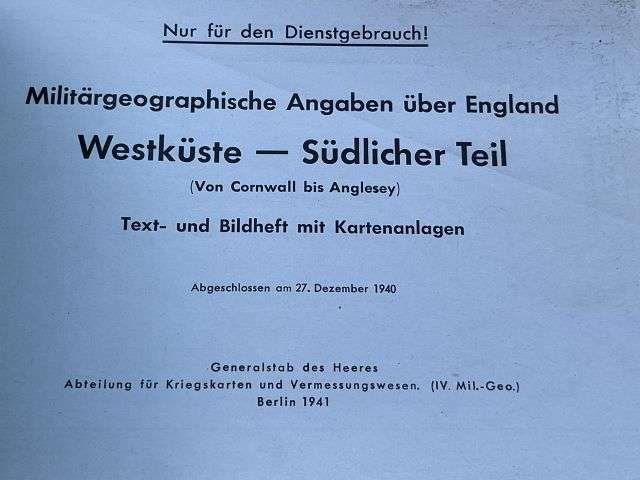 Nur für den Dienstgebrauch!
Militärgeographische Angaben über England
Westküste — Südlicher Teil
(Von Cornwall bis Anglesey)
Text- und Bildheft mit Kartenanlagen
Abgeschlossen am 27. Dezember 1940
Generalstab des Heeres
Abteilung für Kriegskarten und Vermessungswesen. (IV. Mil.-Geo.)
Berlin 1941